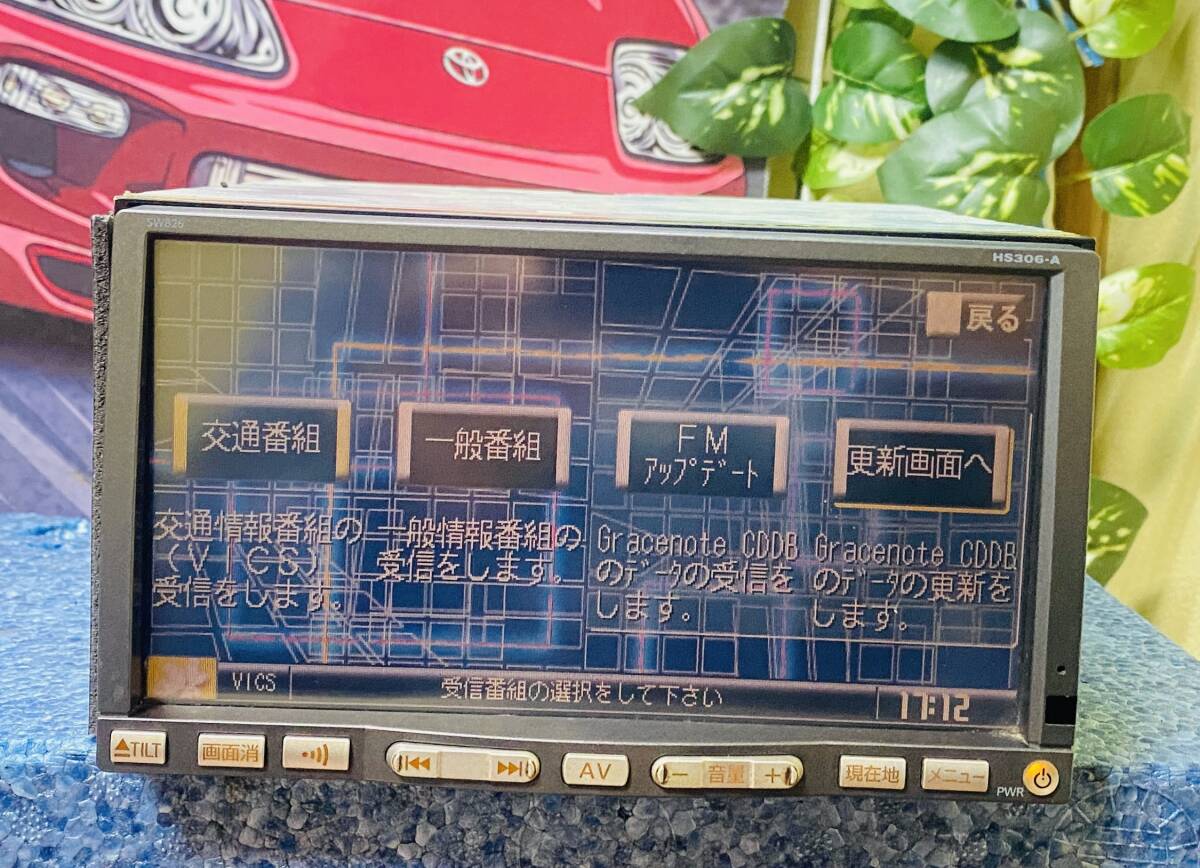 SW826
HS306-A
戻る
交通番組
一般番組
FM
アップデート
更新画面へ
交通情報番組の
(VICS)
受信をします。
一般情報番組の
受信をします。
Gracenote CDDB
のデータの受信を
します。
Gracenote CDDB
のデータの更新を
します。
VICS
受信番組の選択をして下さい
17:12
▲TILT
画面消
AV
− 音量 +
現在地
メニュー
PWR